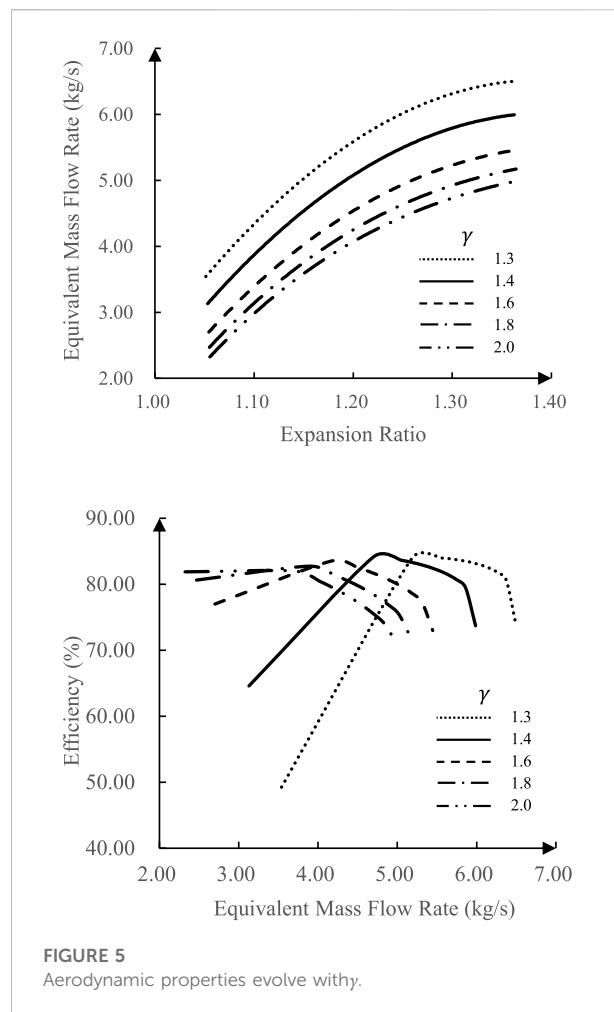 7.00
6.00
5.00
4.00
3.00
2.00
Equivalent Mass Flow Rate (kg/s)
γ
1.3
1.4
1.6
1.8
2.0
1.00 1.10 1.20 1.30 1.40
Expansion Ratio
90.00
80.00
70.00
60.00
50.00
40.00
Efficiency (%)
γ
1.3
1.4
1.6
1.8
2.0
2.00 3.00 4.00 5.00 6.00 7.00
Equivalent Mass Flow Rate (kg/s)
FIGURE 5
Aerodynamic properties evolve withγ.